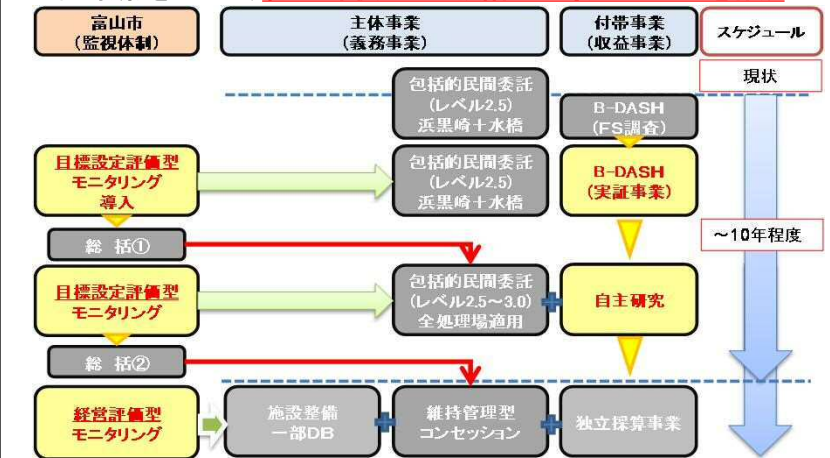 富山市
(監視体制)
主体事業
(義務事業)
付帯事業
(収益事業)
スケジュール
現状
包括的民間委託
(レベル2.5)
浜黒崎+水橋
B-DASH
(FS調査)
目標設定評価型
モニタリング
導入
包括的民間委託
(レベル2.5)
浜黒崎+水橋
B-DASH
(実証事業)
~10年程度
総 括①
目標設定評価型
モニタリング
包括的民間委託
(レベル2.5~3.0)
全処理場適用
自主研究
総 括②
経営評価型
モニタリング
施設整備
一部DB
維持管理型
コンセッション
独立採算事業